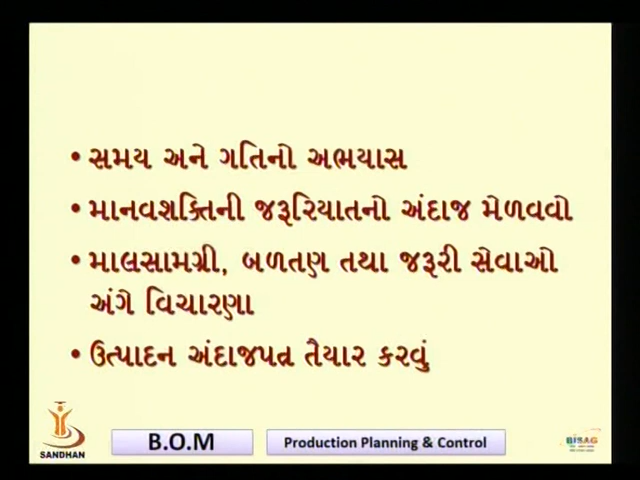 • સમય અને ગતિનો અભયાસ
• માનવશક્તિની જરૂરિયાતનો અંદાજ મેળવવો
• માલસામગ્રી, બળતણ તથા જરૂરી સેવાઓ
અંગે વિચારણા
• ઉત્પાદન અંદાજપત્ર તૈયાર કરવું
SANDHAN
B.O.M
Production Planning & Control
BISAG